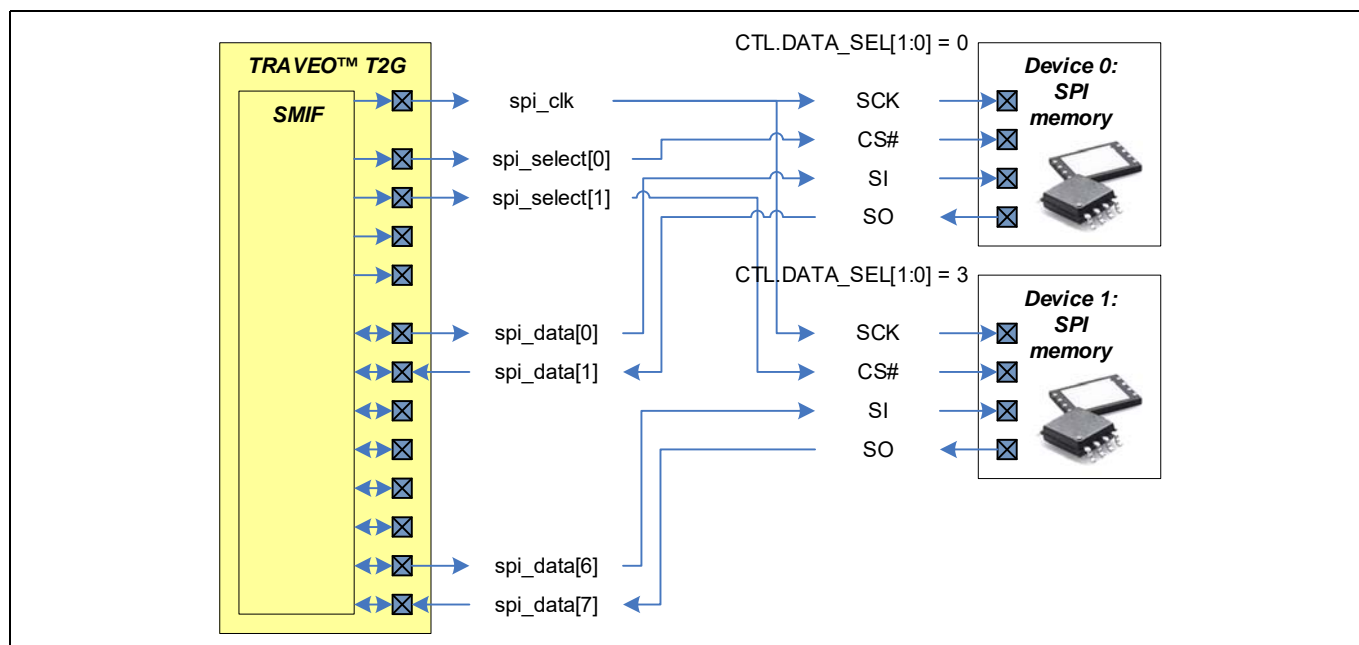 CTL.DATA_SEL[1:0] = 0
TRAVEO™ T2G
SMIF
spi_clk
spi_select[0]
spi_select[1]
spi_data[0]
spi_data[1]
spi_data[6]
spi_data[7]
SCK
CS#
SI
SO
Device 0:
SPI
memory
CTL.DATA_SEL[1:0] = 3
SCK
CS#
SI
SO
Device 1:
SPI
memory